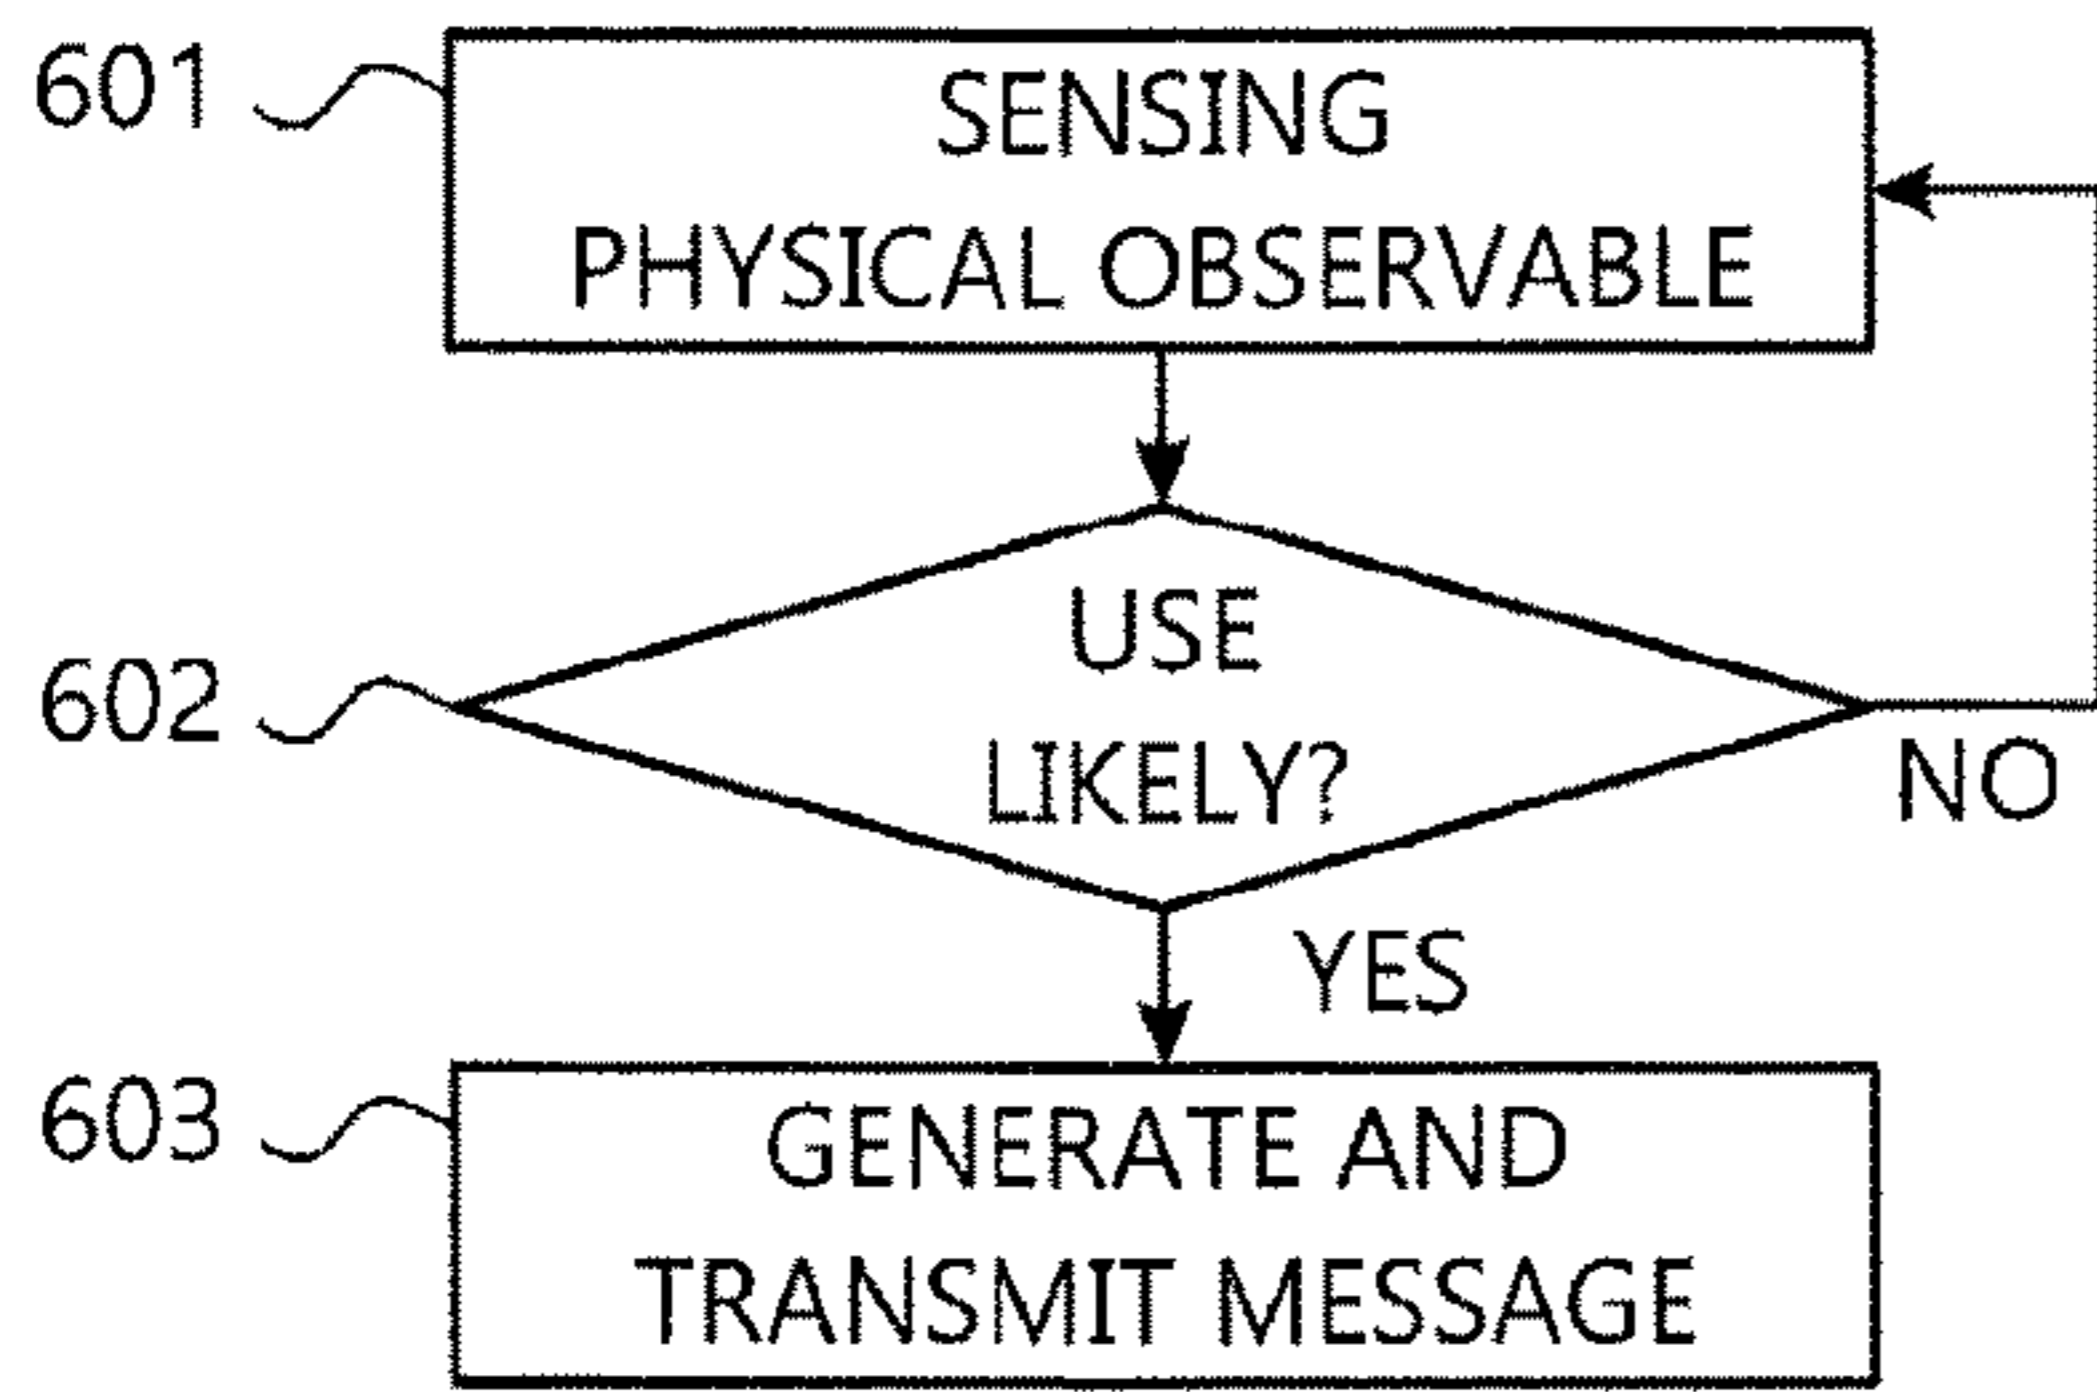 601
SENSING
PHYSICAL OBSERVABLE
602
USE
LIKELY?
NO
YES
603
GENERATE AND
TRANSMIT MESSAGE